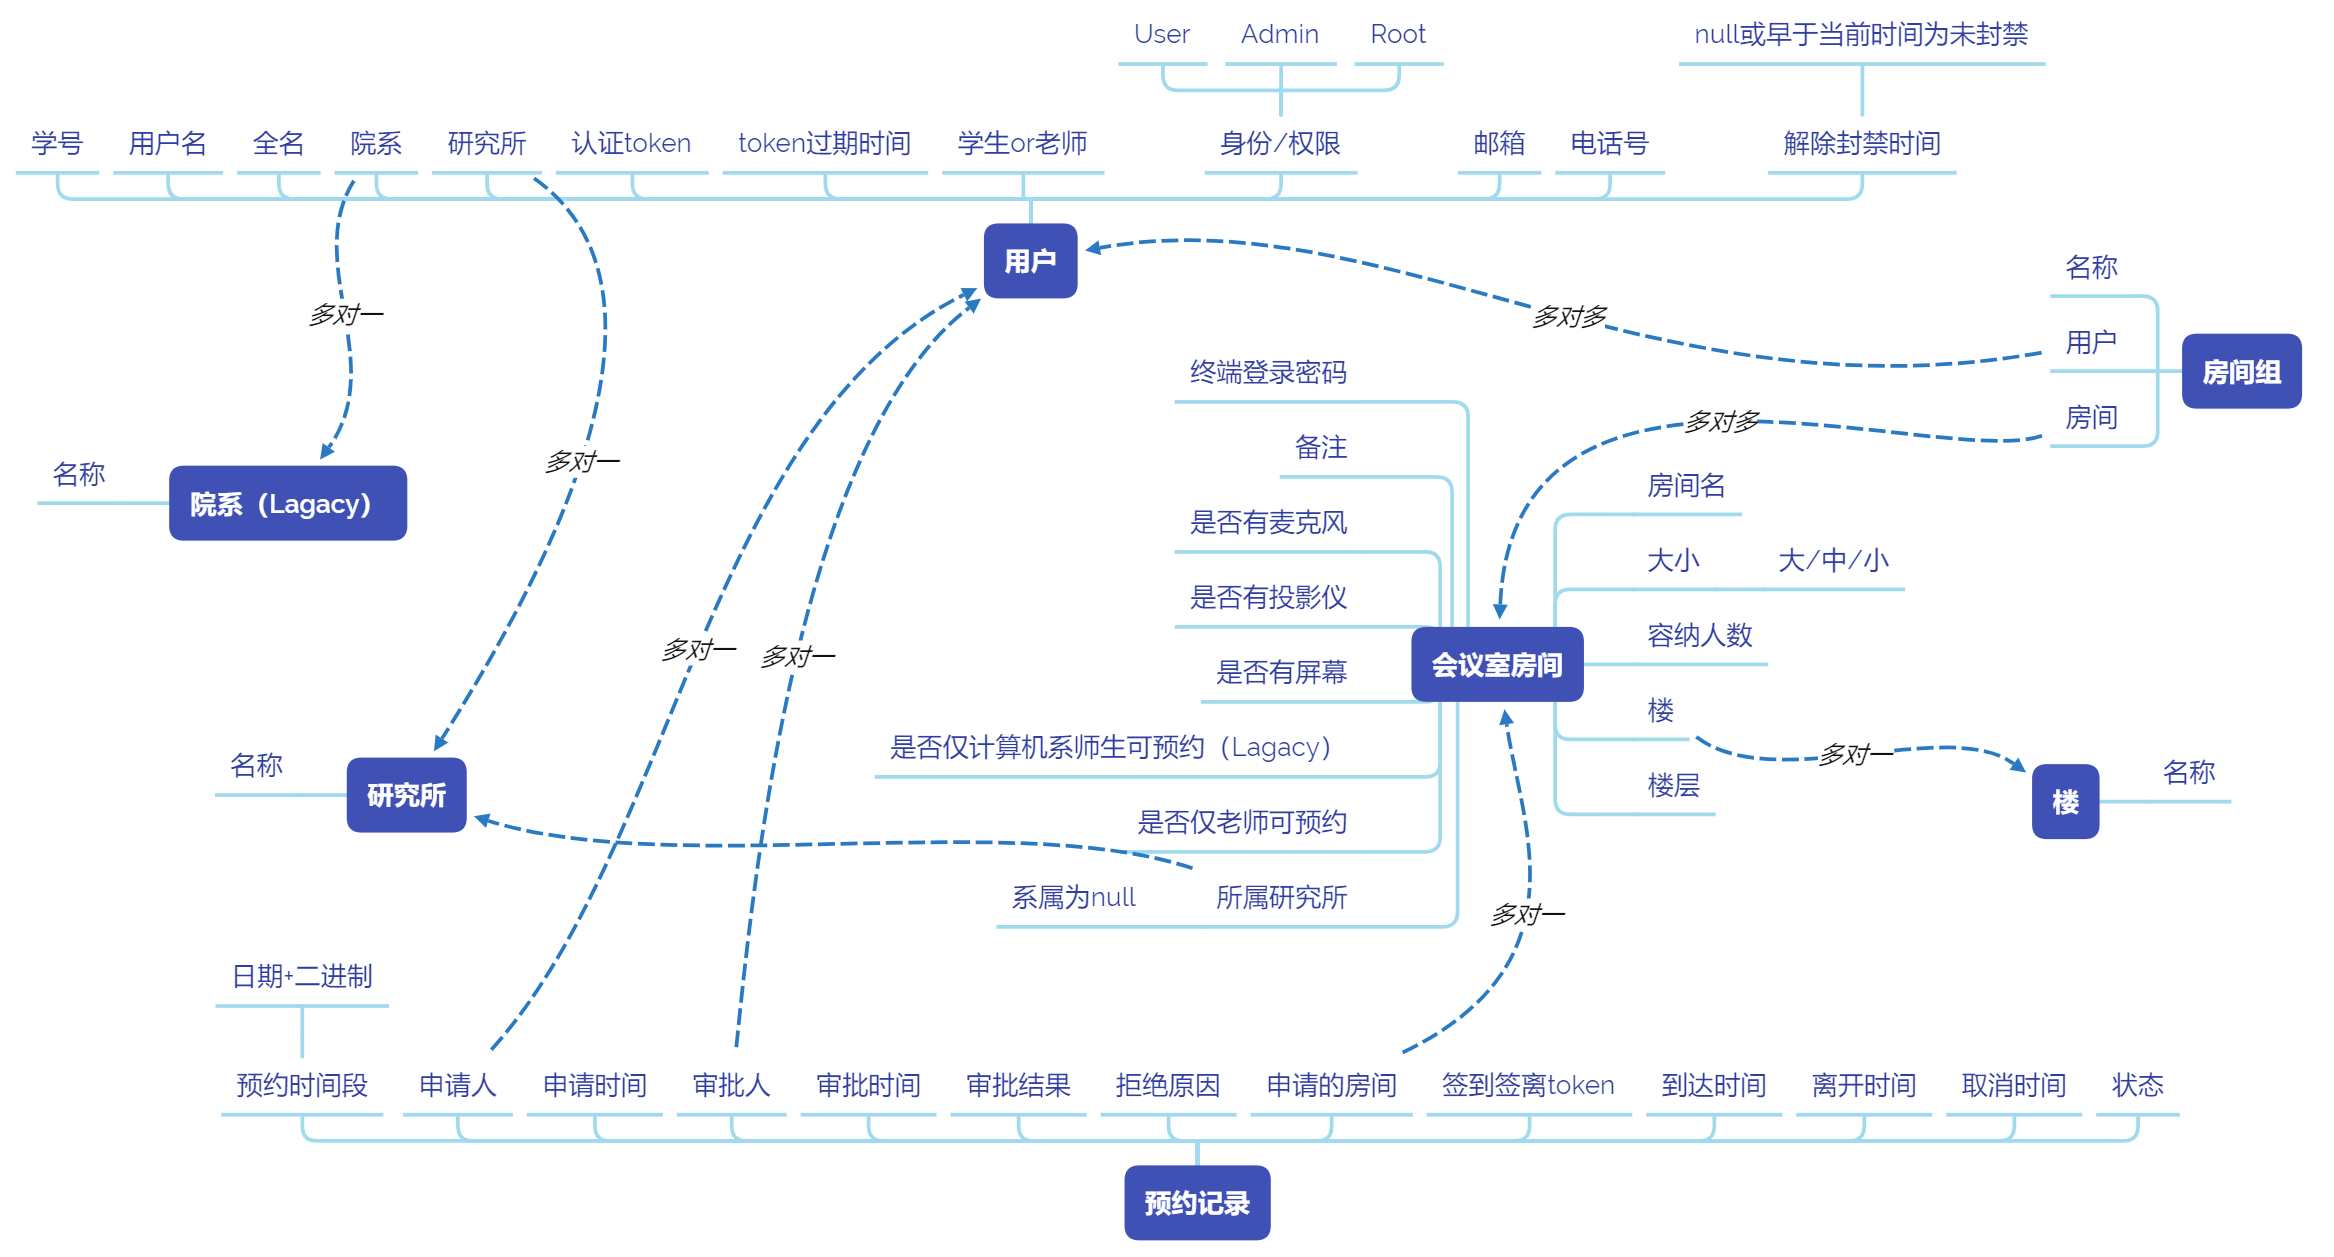 User
Admin
Root
null或早于当前时间为未封禁
学号
用户名
全名
院系
研究所
认证token
token过期时间
学生or老师
身份/权限
邮箱
电话号
解除封禁时间
用户
名称
用户
房间
房间组
多对一
多对多
多对多
终端登录密码
备注
是否有麦克风
是否有投影仪
是否有屏幕
是否仅计算机系师生可预约（Lagacy）
是否仅老师可预约
系属为null
所属研究所
会议室房间
房间名
大小
大/中/小
容纳人数
楼
楼层
多对一
楼
名称
名称
院系（Lagacy）
多对一
名称
研究所
多对一
多对一
多对一
日期+二进制
预约时间段
申请人
申请时间
审批人
审批时间
审批结果
拒绝原因
申请的房间
签到签离token
到达时间
离开时间
取消时间
状态
预约记录